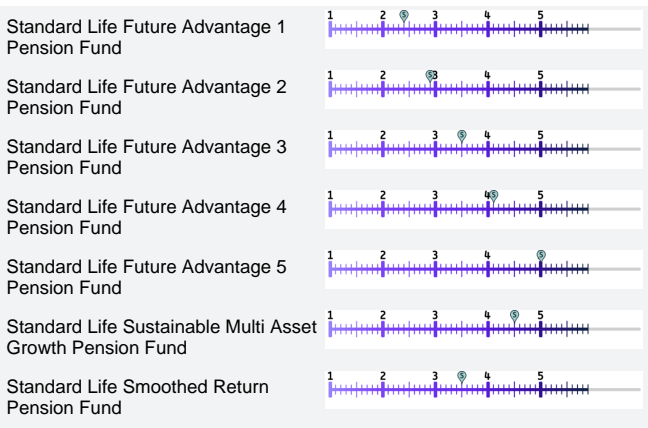 Standard Life Future Advantage 1
Pension Fund
1 2 S 3 4 5
Standard Life Future Advantage 2
Pension Fund
1 2 S 3 4 5
Standard Life Future Advantage 3
Pension Fund
1 2 3 S 4 5
Standard Life Future Advantage 4
Pension Fund
1 2 3 4 S 5
Standard Life Future Advantage 5
Pension Fund
1 2 3 4 S
Standard Life Sustainable Multi Asset
Growth Pension Fund
1 2 3 4 S 5
Standard Life Smoothed Return
Pension Fund
1 2 3 S 4 5